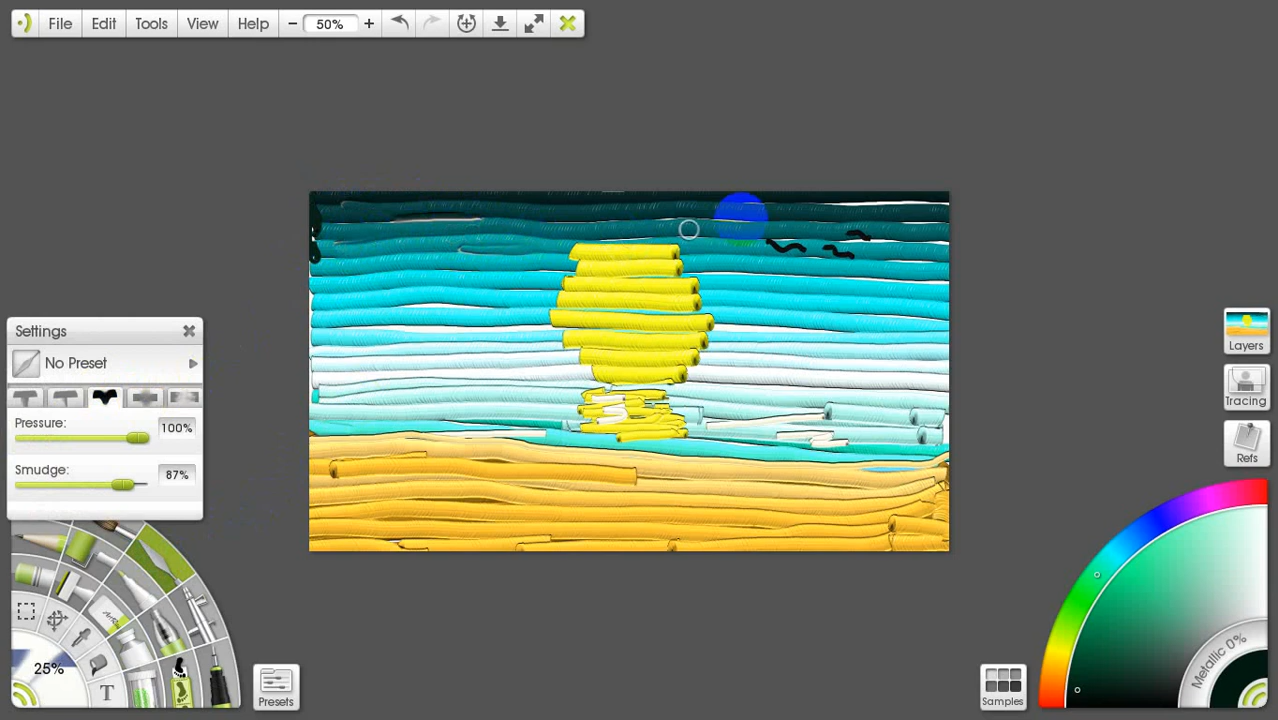 File Edit Tools View Help − 50% +
Settings
No Preset
Pressure: 100%
Smudge: 87%
Layers
Tracing
Refs
25%
T
Presets
Samples
Metallic 0%